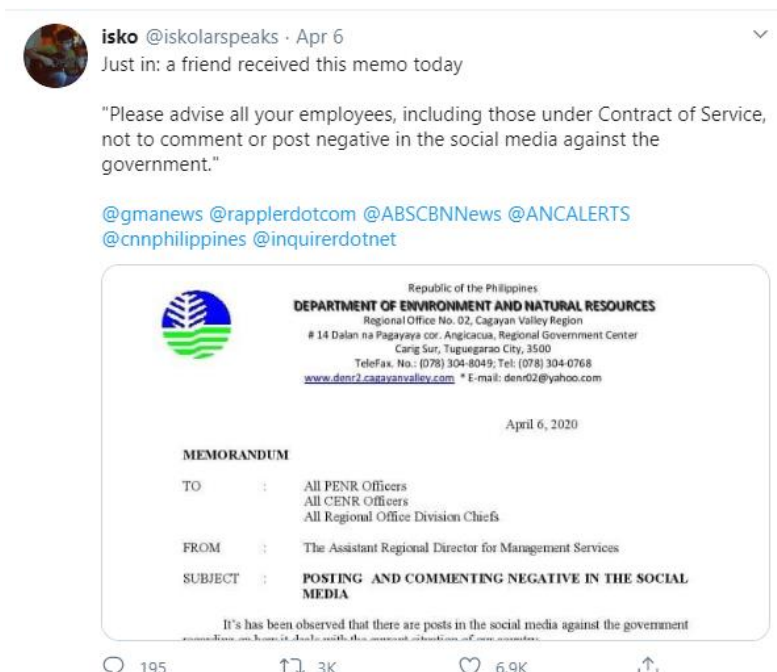 isko @iskolarspeaks · Apr 6
Just in: a friend received this memo today
"Please advise all your employees, including those under Contract of Service,
not to comment or post negative in the social media against the
government."
@gmanews @rapplerdotcom @ABSCBNNews @ANCALERTS
@cnnphilippines @inquirerdotnet
Republic of the Philippines
DEPARTMENT OF ENVIRONMENT AND NATURAL RESOURCES
Regional Office No. 02, Cagayan Valley Region
# 14 Dalan na Pagayaya cor. Angicacua, Regional Government Center
Carig Sur, Tuguegarao City, 3500
TeleFax. No.: (078) 304-8049; Tel: (078) 304-0768
www.denr2.cagayanvalley.com * E-mail: denr02@yahoo.com
April 6, 2020
MEMORANDUM
TO : All PENR Officers
All CENR Officers
All Regional Office Division Chiefs
FROM : The Assistant Regional Director for Management Services
SUBJECT : POSTING AND COMMENTING NEGATIVE IN THE SOCIAL
MEDIA
It's has been observed that there are posts in the social media against the government
195 3K 6.9K